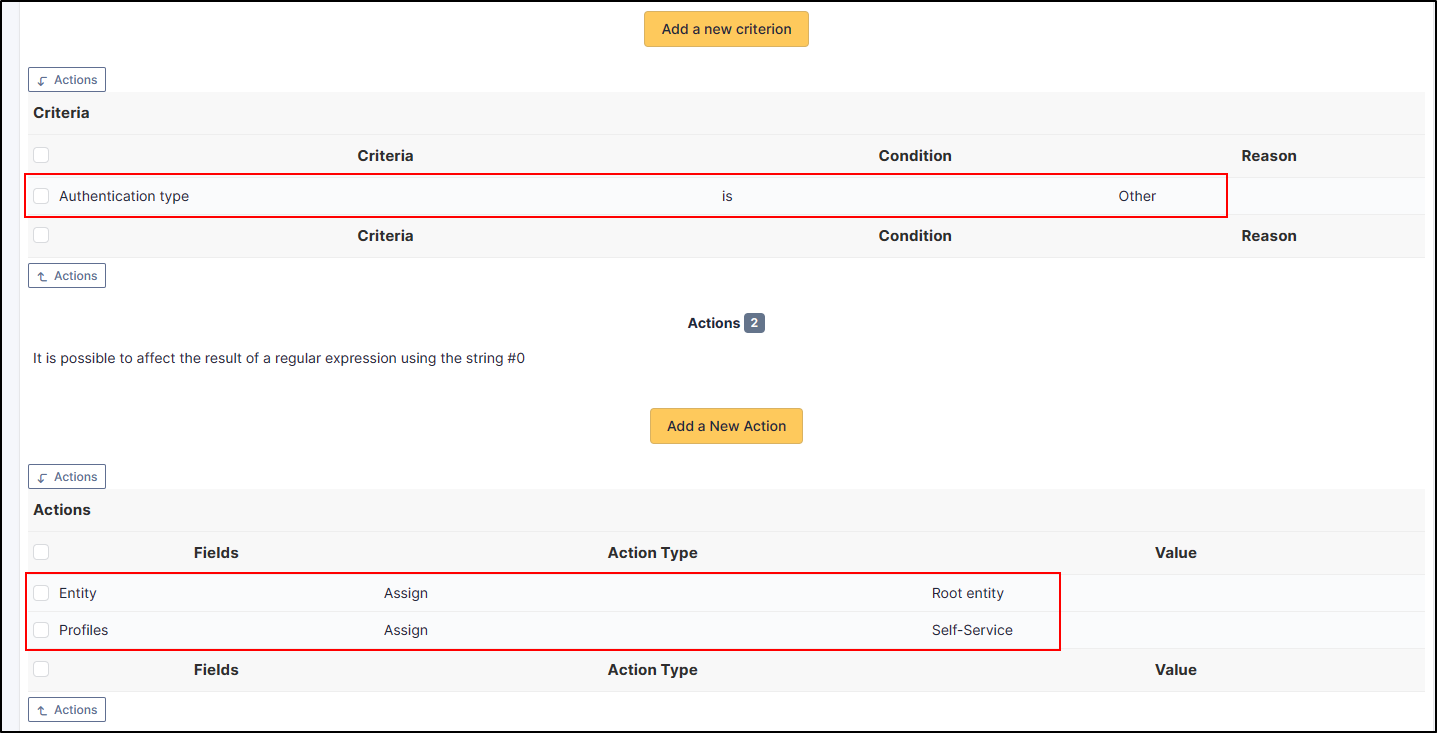 Add a new criterion
Actions
Criteria
Criteria Condition Reason
Authentication type is Other
Criteria Condition Reason
Actions
Actions 2
It is possible to affect the result of a regular expression using the string #0
Add a New Action
Actions
Actions
Fields Action Type Value
Entity Assign Root entity
Profiles Assign Self-Service
Fields Action Type Value
Actions